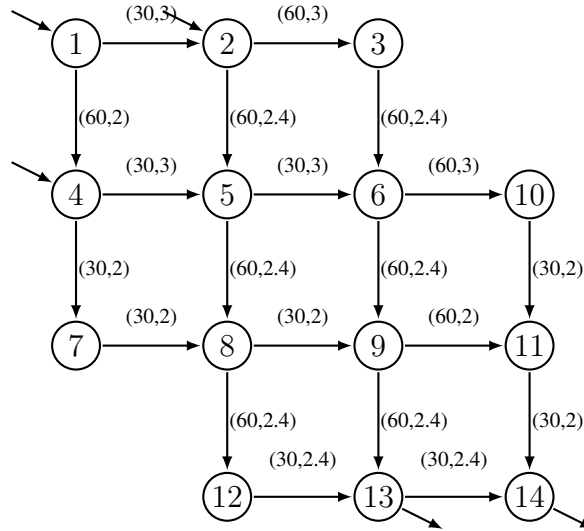 (30,3) (60,3)
1 2 3
(60,2) (60,2.4) (60,2.4)
(30,3) (30,3) (60,3)
4 5 6 10
(30,2) (60,2.4) (60,2.4) (30,2)
(30,2) (30,2) (60,2)
7 8 9 11
(60,2.4) (60,2.4) (30,2)
(30,2.4) (30,2.4)
12 13 14